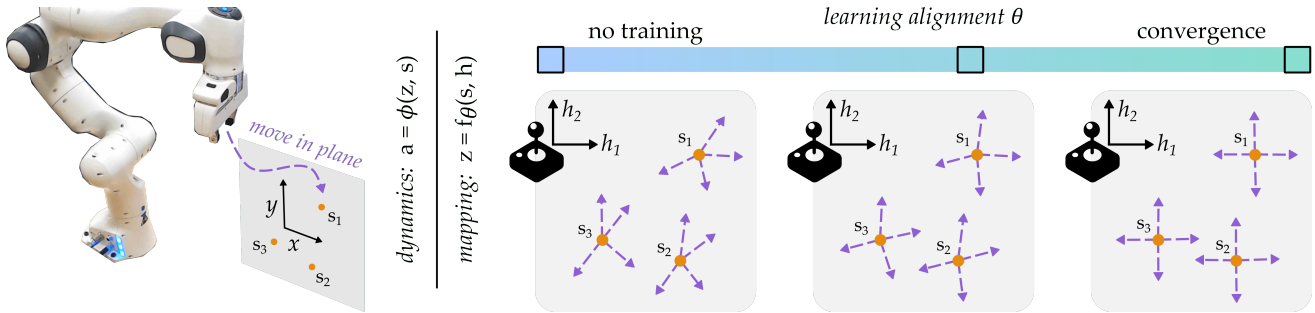 move in plane
y
x
s1
s3
s2
dynamics: a = ϕ(z, s)
mapping: z = fθ(s, h)
learning alignment θ
no training
convergence
h2
h1
s1
s3
s2
h2
h1
s1
s3
s2
h2
h1
s1
s3
s2